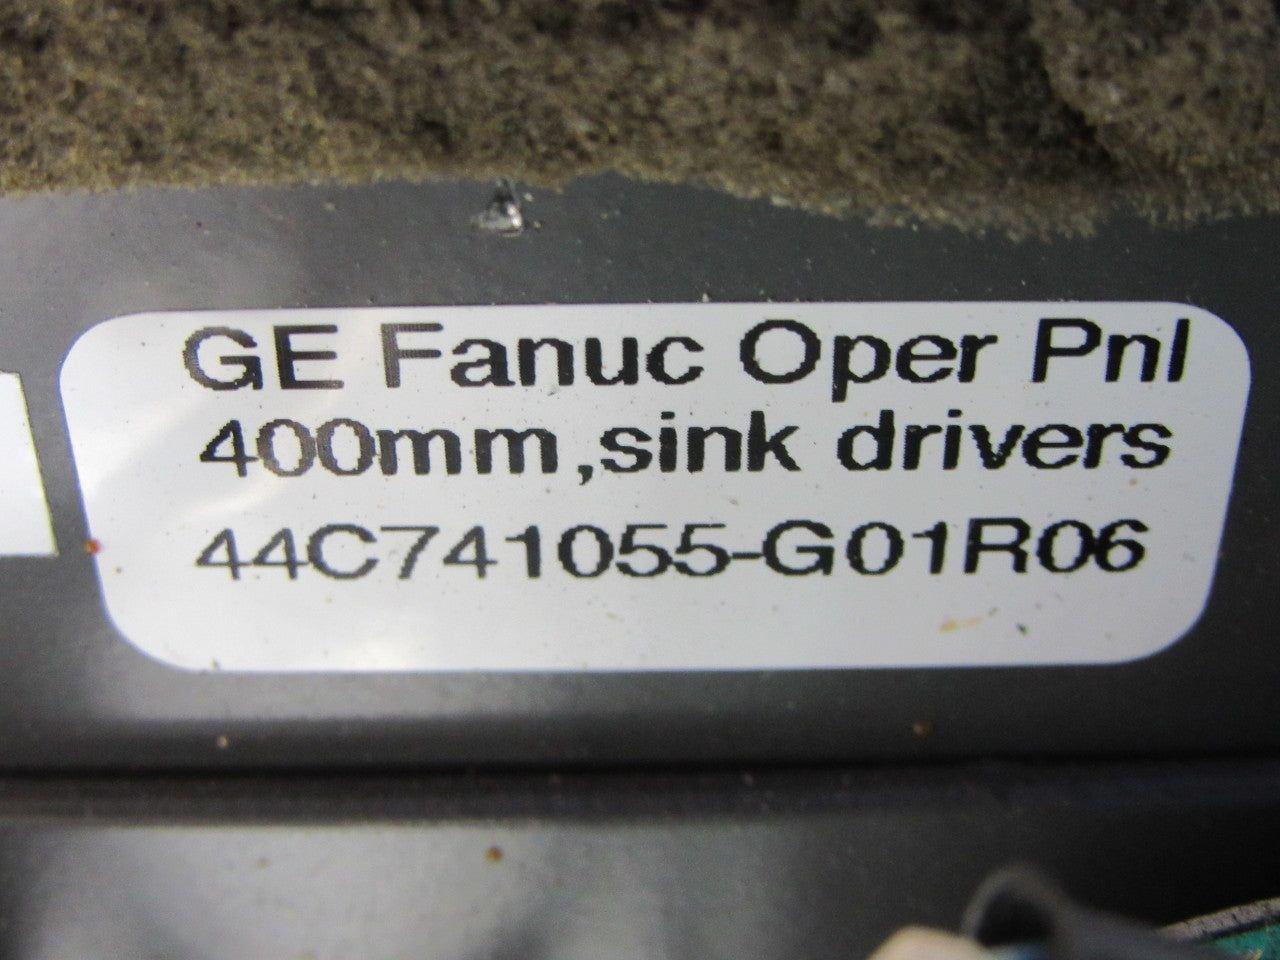 GE Fanuc Oper Pnl
400mm,sink drivers
44C741055-G01R06